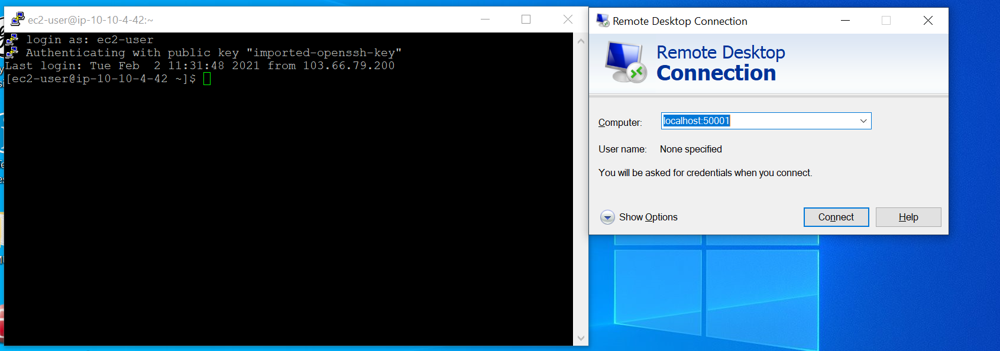 ec2-user@ip-10-10-4-42:~
login as: ec2-user
Authenticating with public key "imported-openssh-key"
Last login: Tue Feb  2 11:31:48 2021 from 103.66.79.200
[ec2-user@ip-10-10-4-42 ~]$
Remote Desktop Connection
Remote Desktop
Connection
Computer:
localhost:50001
User name:
None specified
You will be asked for credentials when you connect.
Show Options
Connect
Help